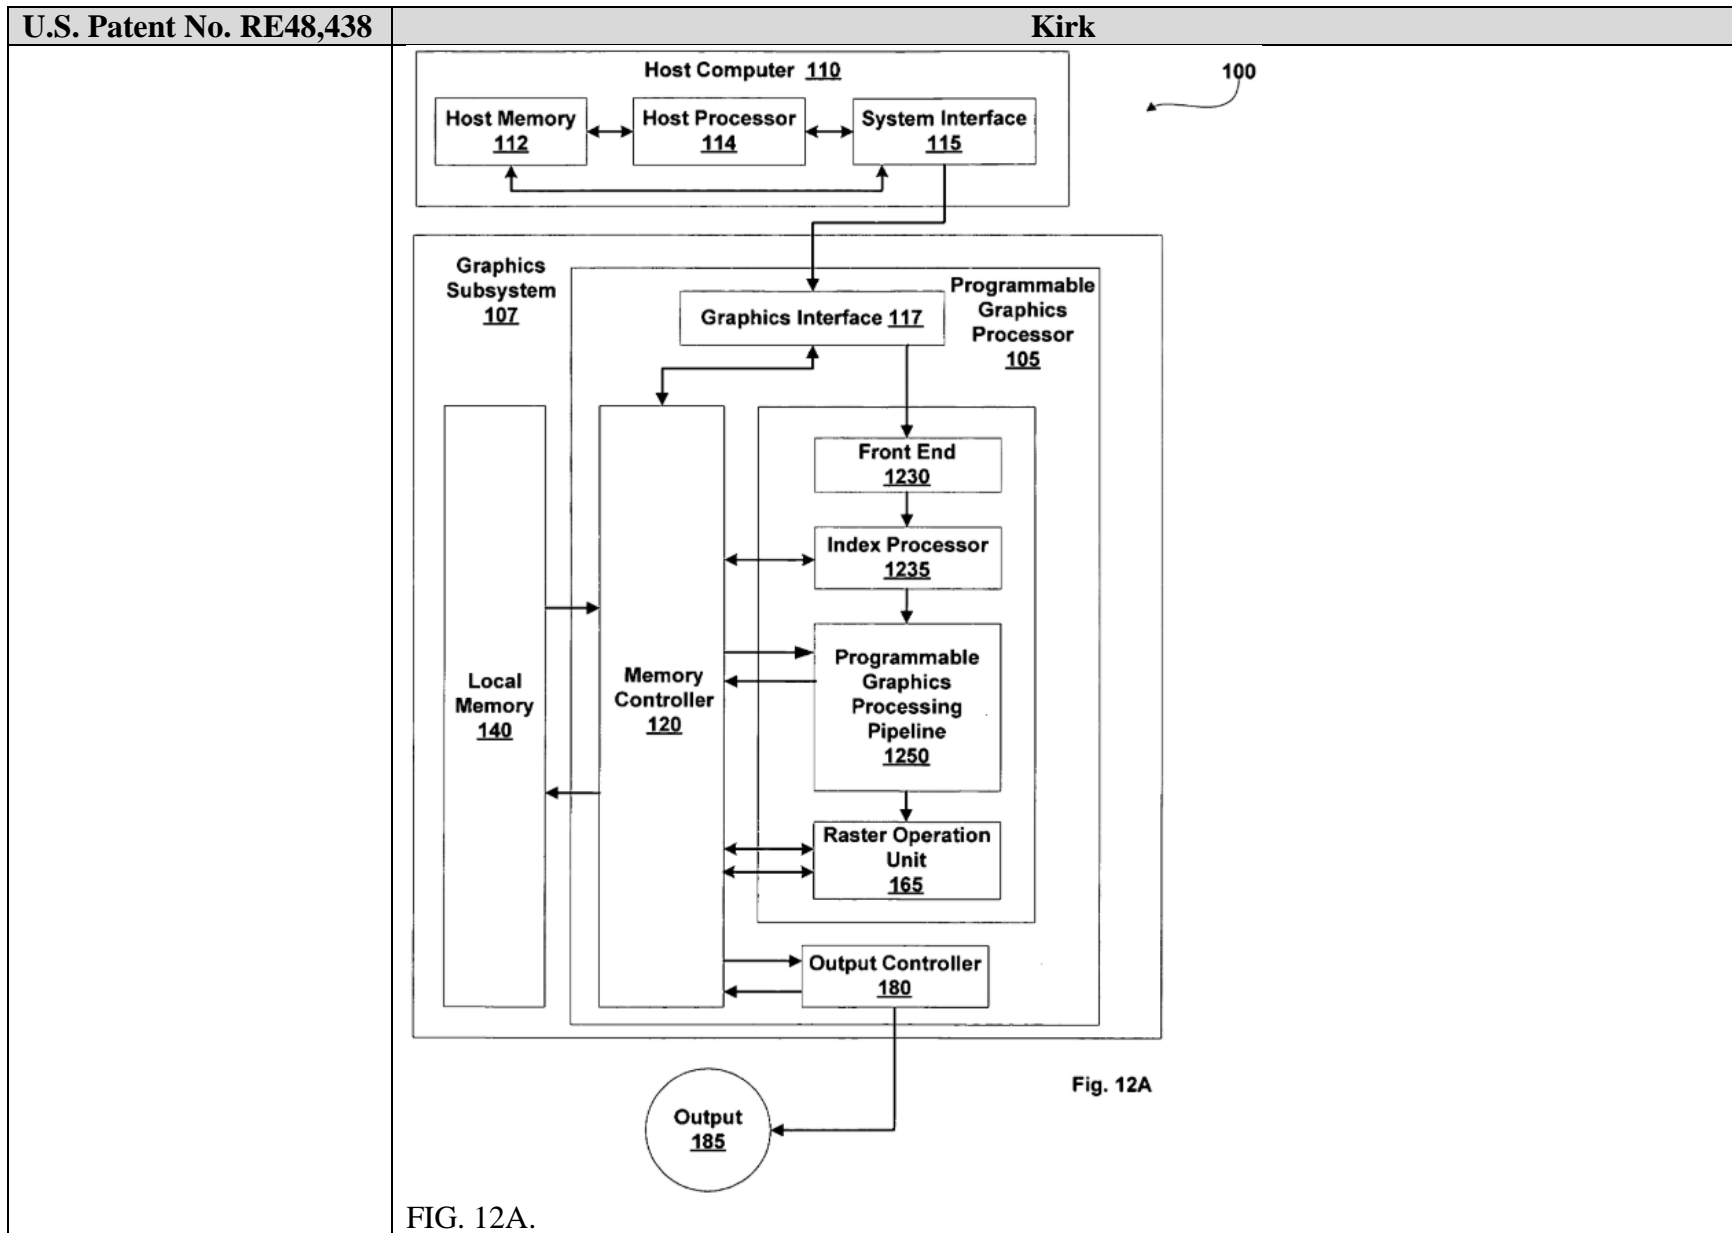 U.S. Patent No. RE48,438
Kirk
Host Computer 110
100
Host Memory
112
Host Processor
114
System Interface
115
Graphics
Subsystem
107
Programmable
Graphics
Processor
105
Graphics Interface 117
Front End
1230
Index Processor
1235
Programmable
Graphics
Processing
Pipeline
1250
Local
Memory
140
Memory
Controller
120
Raster Operation
Unit
165
Output Controller
180
Fig. 12A
Output
185
FIG. 12A.